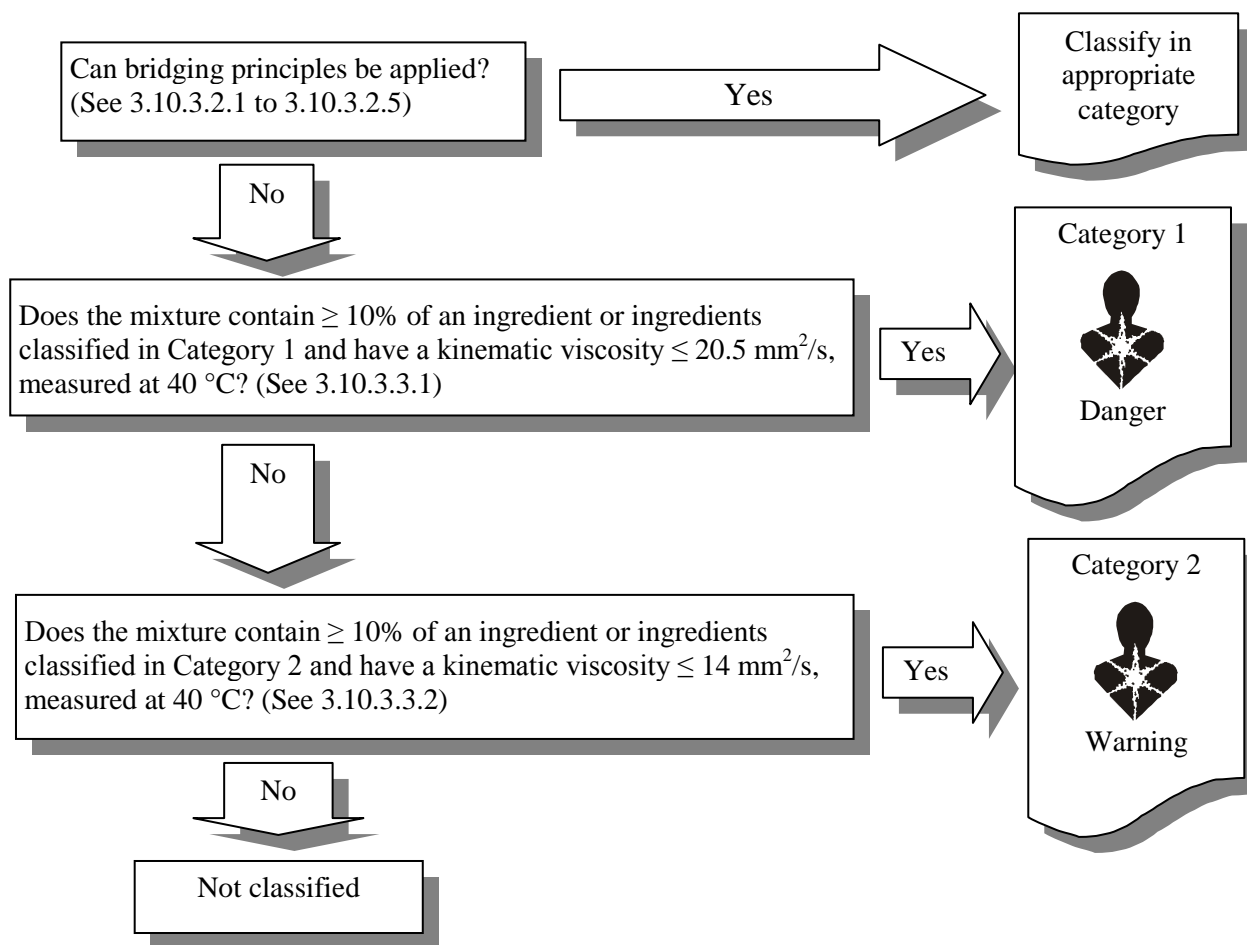 Can bridging principles be applied?
(See 3.10.3.2.1 to 3.10.3.2.5)
Yes
Classify in
appropriate
category
No
Does the mixture contain ≥ 10% of an ingredient or ingredients
classified in Category 1 and have a kinematic viscosity ≤ 20.5 mm²/s,
measured at 40 °C? (See 3.10.3.3.1)
Yes
Category 1
Danger
No
Does the mixture contain ≥ 10% of an ingredient or ingredients
classified in Category 2 and have a kinematic viscosity ≤ 14 mm²/s,
measured at 40 °C? (See 3.10.3.3.2)
Yes
Category 2
Warning
No
Not classified